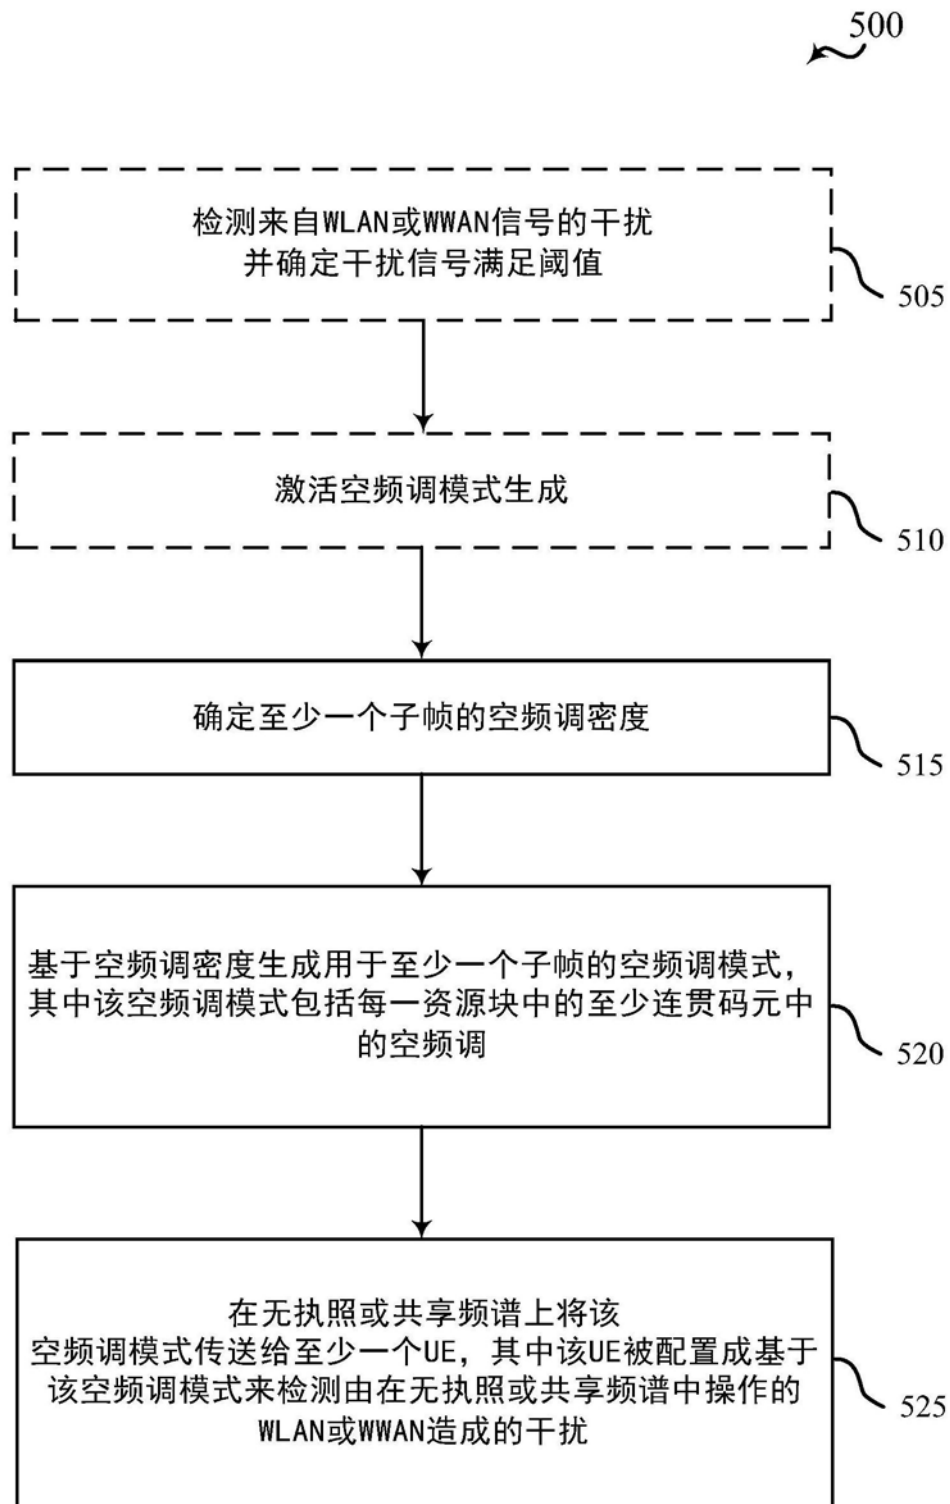 500
检测来自WLAN或WWAN信号的干扰
并确定干扰信号满足阈值
505
激活空频调模式生成
510
确定至少一个子帧的空频调密度
515
基于空频调密度生成用于至少一个子帧的空频调模式，
其中该空频调模式包括每一资源块中的至少连贯码元中
的空频调
520
在无执照或共享频谱上将该
空频调模式传送给至少一个UE，其中该UE被配置成基于
该空频调模式来检测由在无执照或共享频谱中操作的
WLAN或WWAN造成的干扰
525